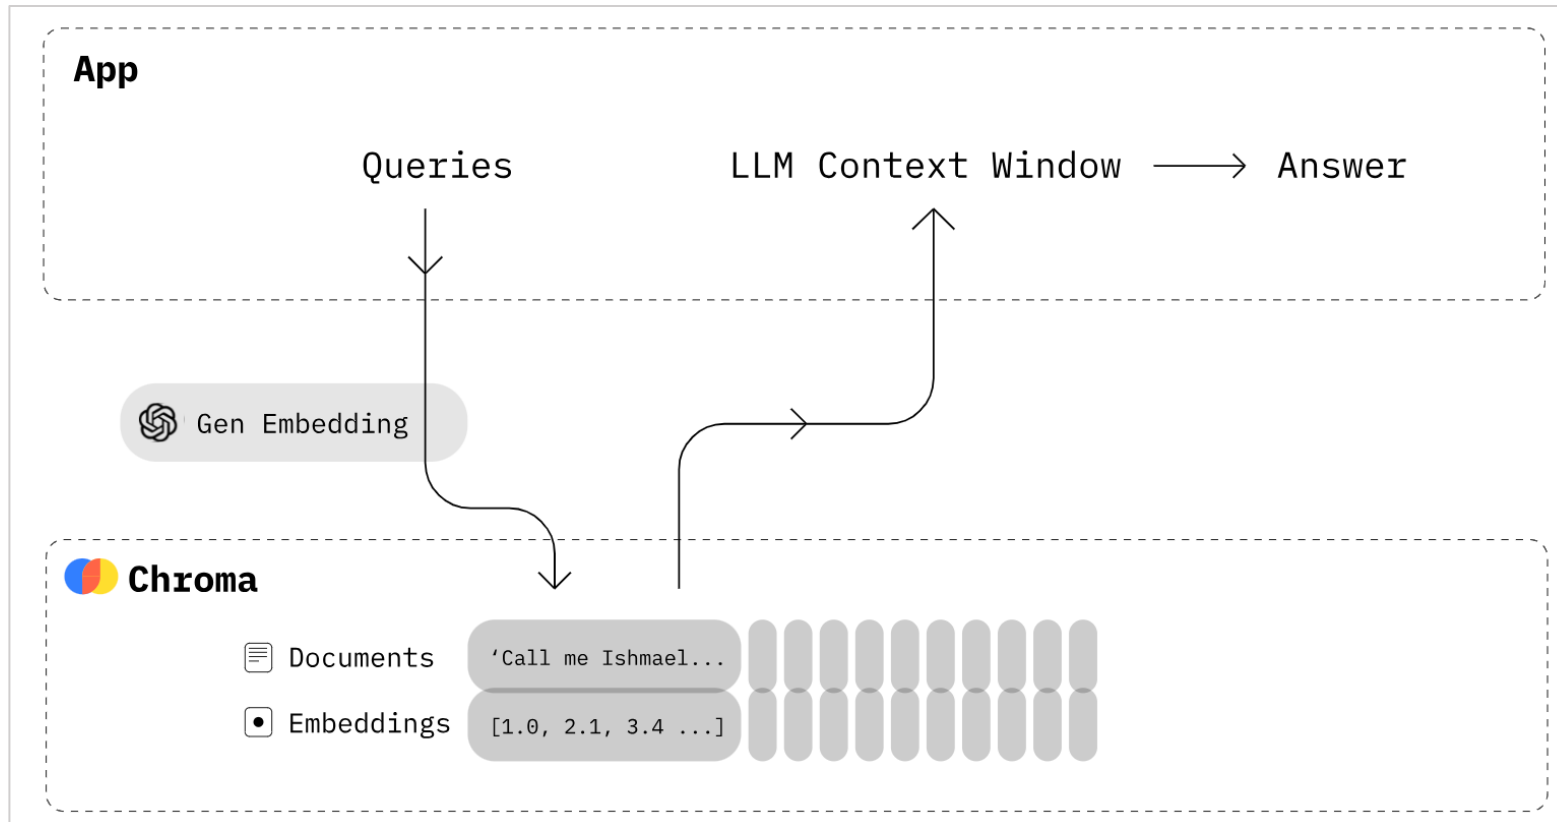 App
Queries
LLM Context Window
Answer
Gen Embedding
Chroma
Documents
‘Call me Ishmael...
Embeddings
[1.0, 2.1, 3.4 ...]